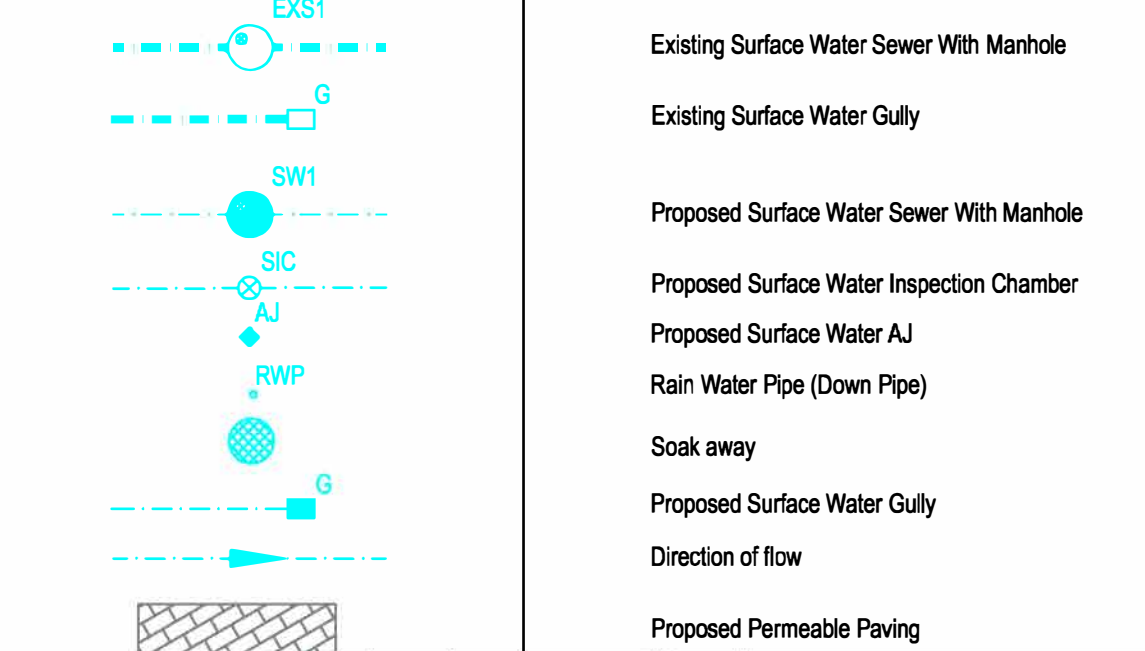 EXS1
Existing Surface Water Sewer With Manhole
G
Existing Surface Water Gully
SW1
Proposed Surface Water Sewer With Manhole
SIC
Proposed Surface Water Inspection Chamber
AJ
Proposed Surface Water AJ
RWP
Rain Water Pipe (Down Pipe)
Soak away
G
Proposed Surface Water Gully
Direction of flow
Proposed Permeable Paving